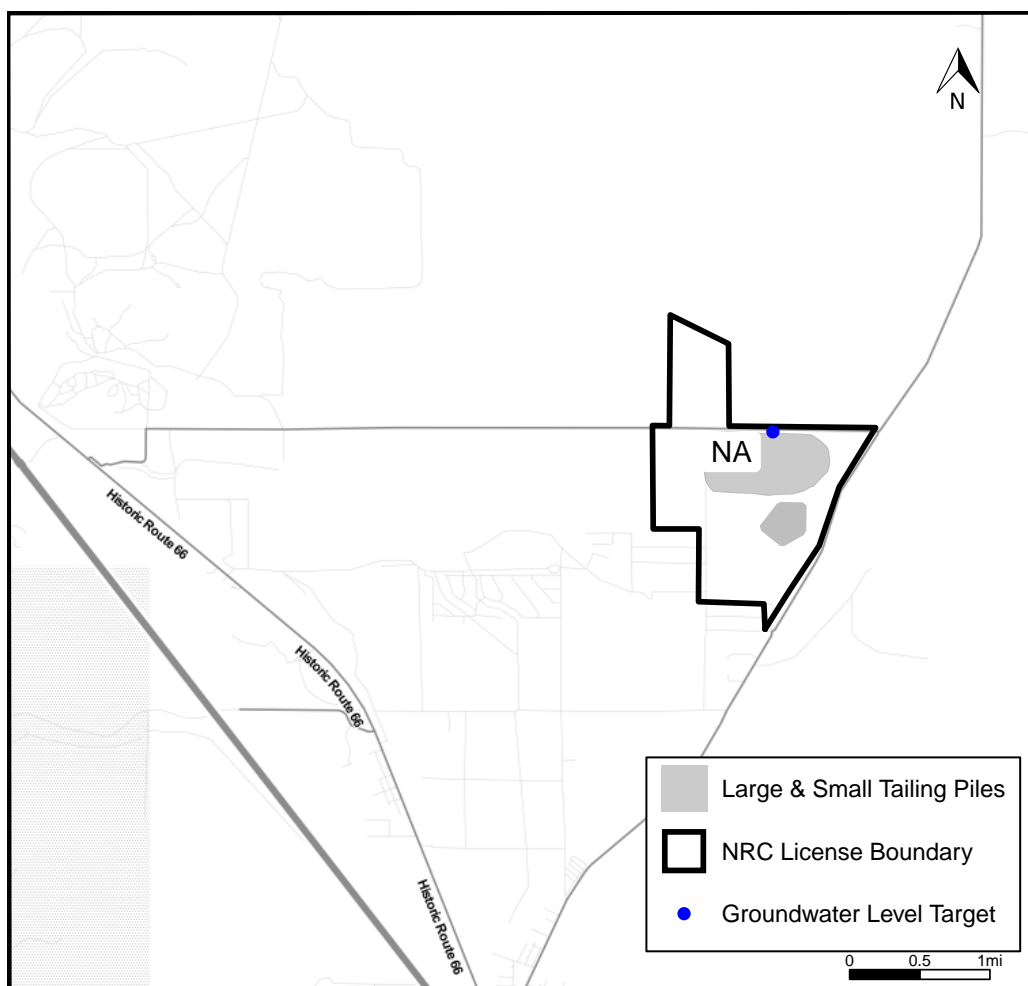 N
NA
Historic Route 66
Historic Route 66
Historic Route 66
Large & Small Tailing Piles
NRC License Boundary
Groundwater Level Target
0 0.5 1mi